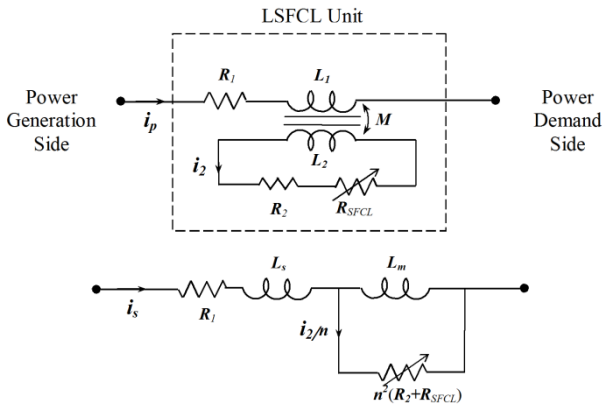 LSFCL Unit
Power
Generation
Side
R1
L1
M
Power
Demand
Side
ip
L2
i2
R2
RSFCL
Ls
Lm
is
R1
i2/n
n²(R2+RSFCL)